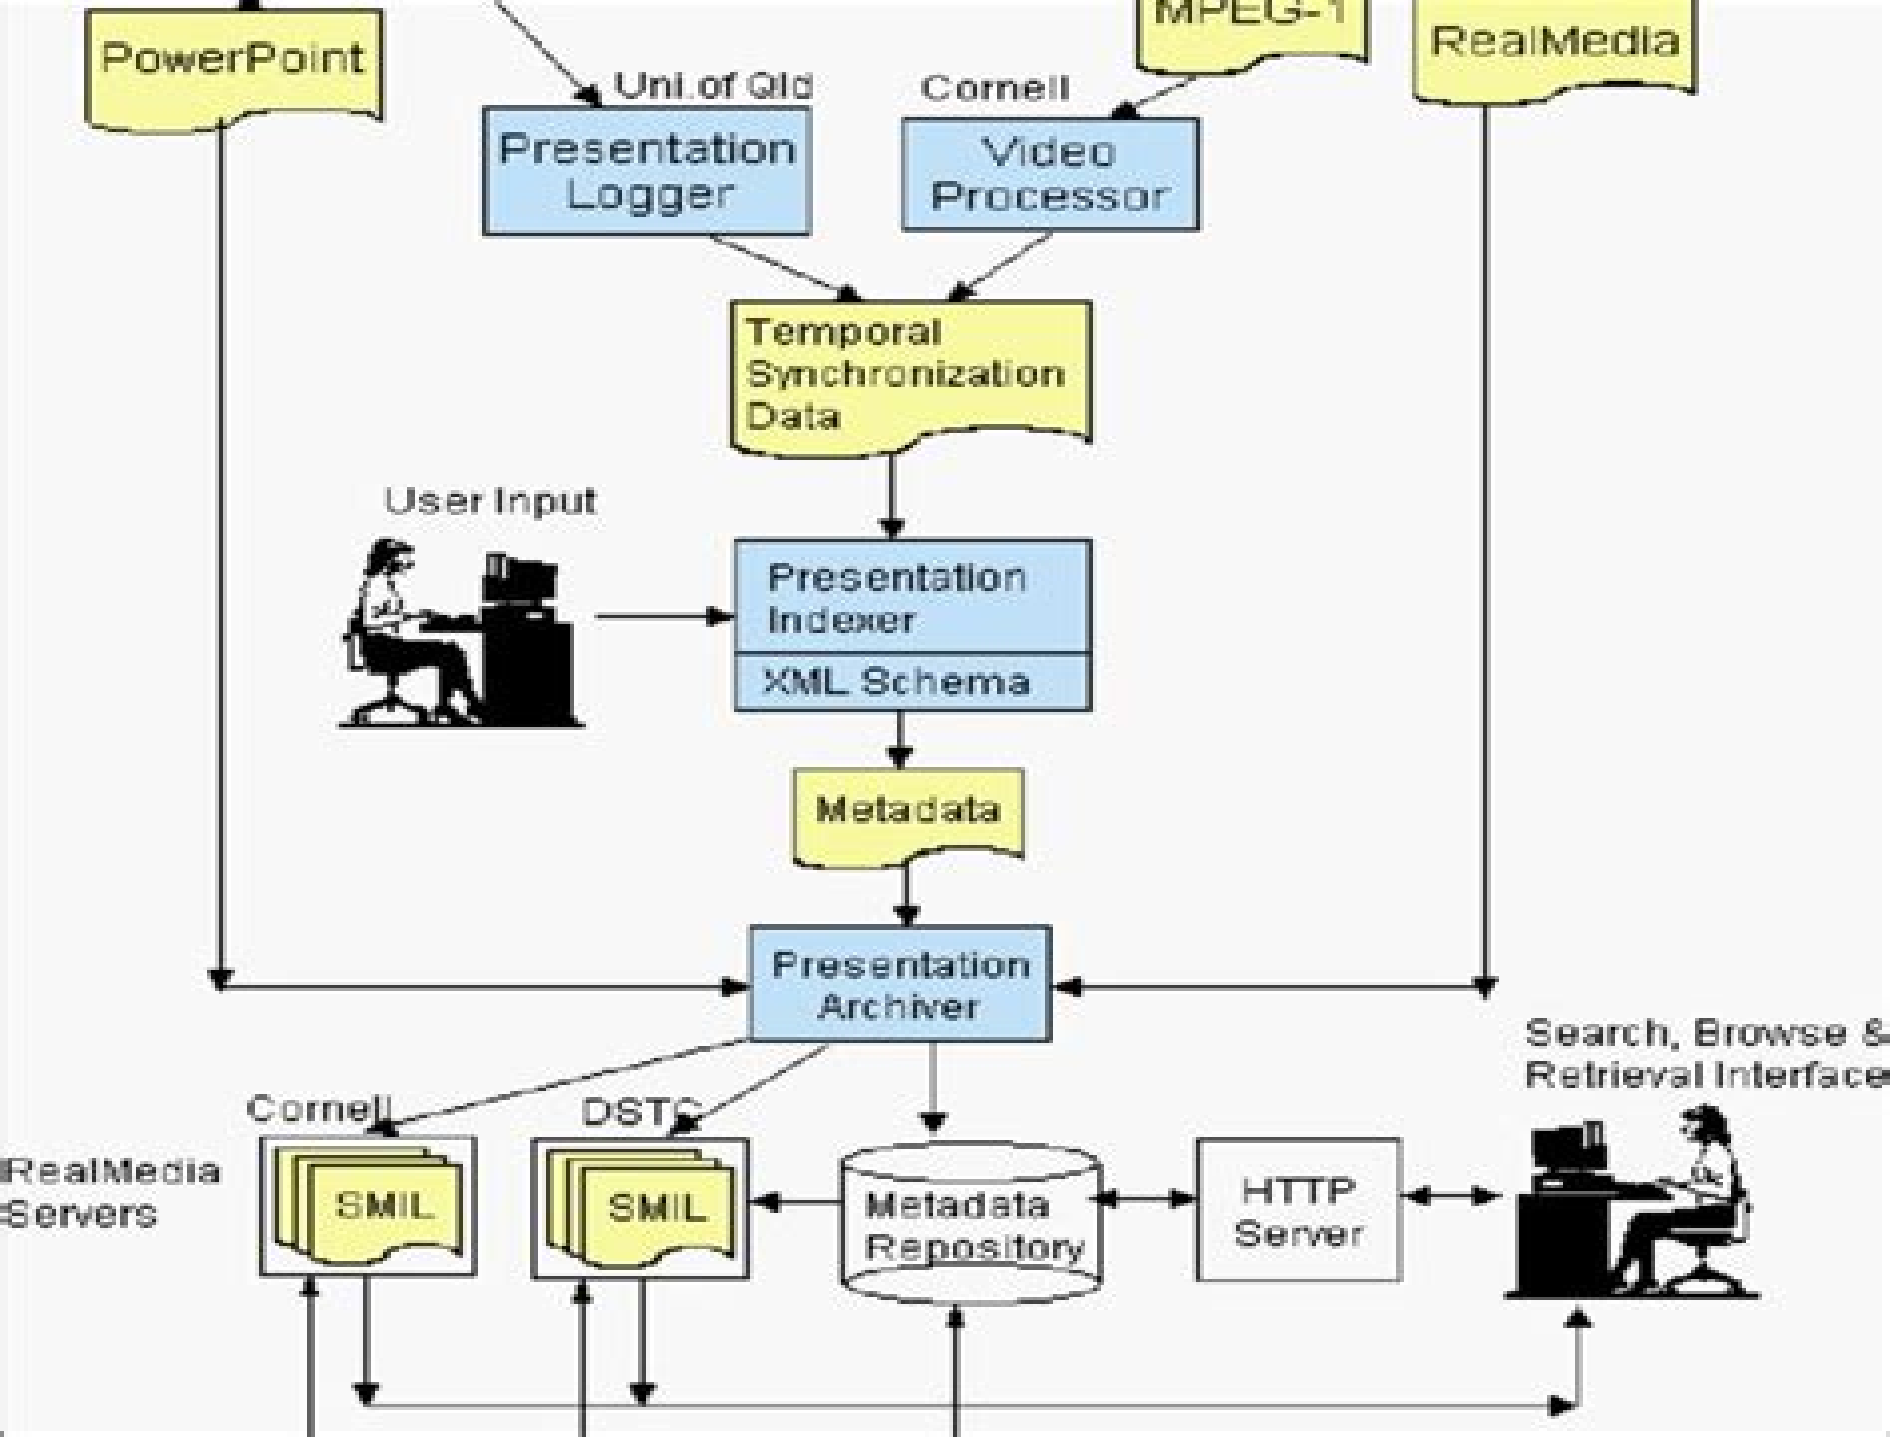 MPEG-1
PowerPoint
RealMedia
Uni.of Qld
Cornell
Presentation
Logger
Video
Processor
Temporal
Synchronization
Data
User Input
Presentation
Indexer
XML Schema
Metadata
Presentation
Archiver
Search, Browse &
Retrieval Interface
Cornell
DSTC
RealMedia
Servers
SMIL
SMIL
Metadata
Repository
HTTP
Server